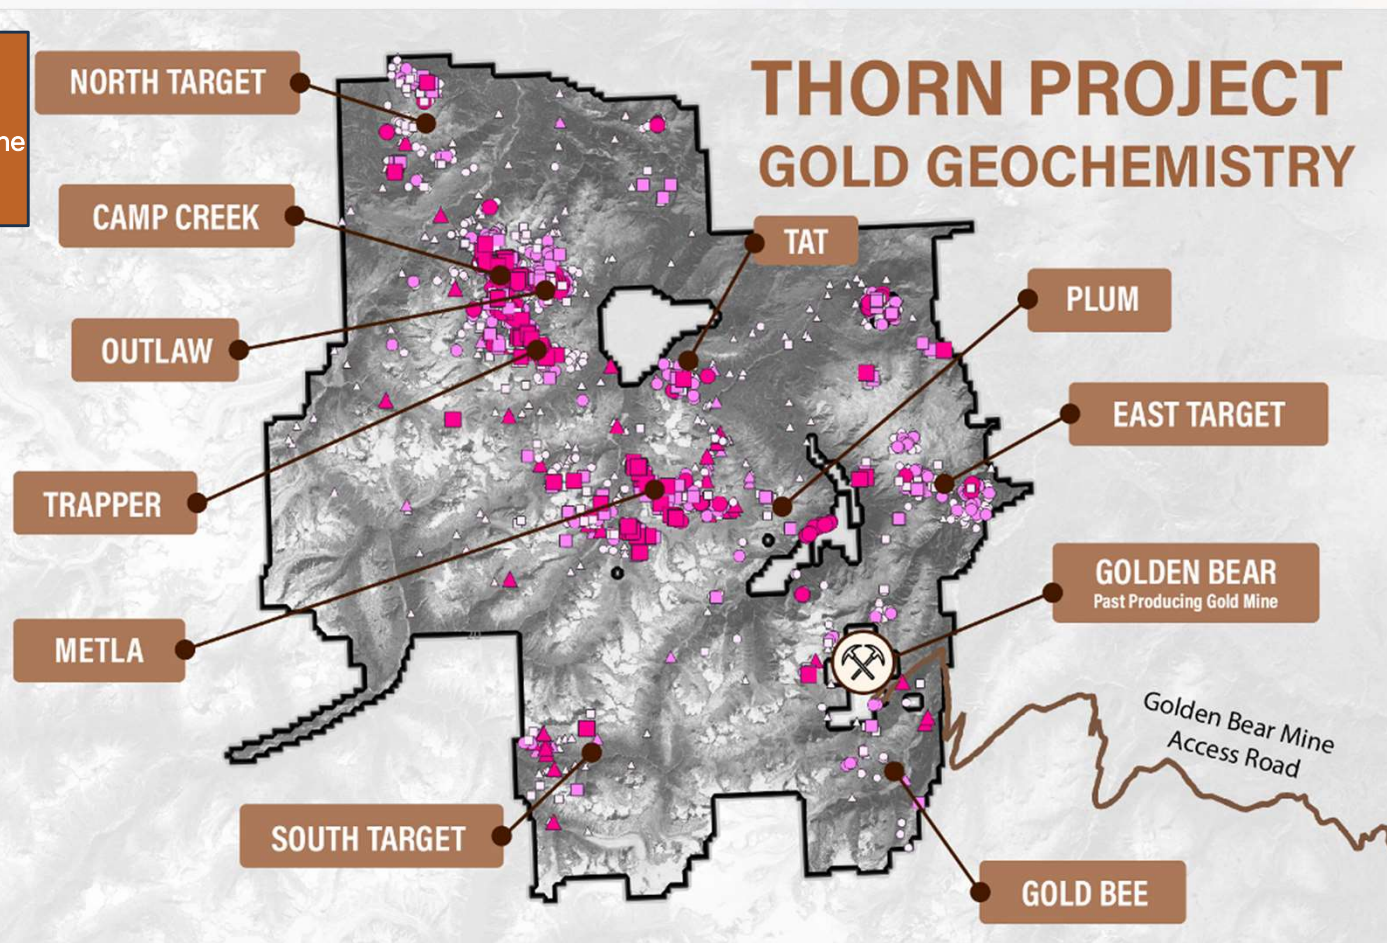 THORN PROJECT
GOLD GEOCHEMISTRY
NORTH TARGET
ne
CAMP CREEK
TAT
PLUM
OUTLAW
EAST TARGET
TRAPPER
GOLDEN BEAR
Past Producing Gold Mine
METLA
Golden Bear Mine
Access Road
SOUTH TARGET
GOLD BEE